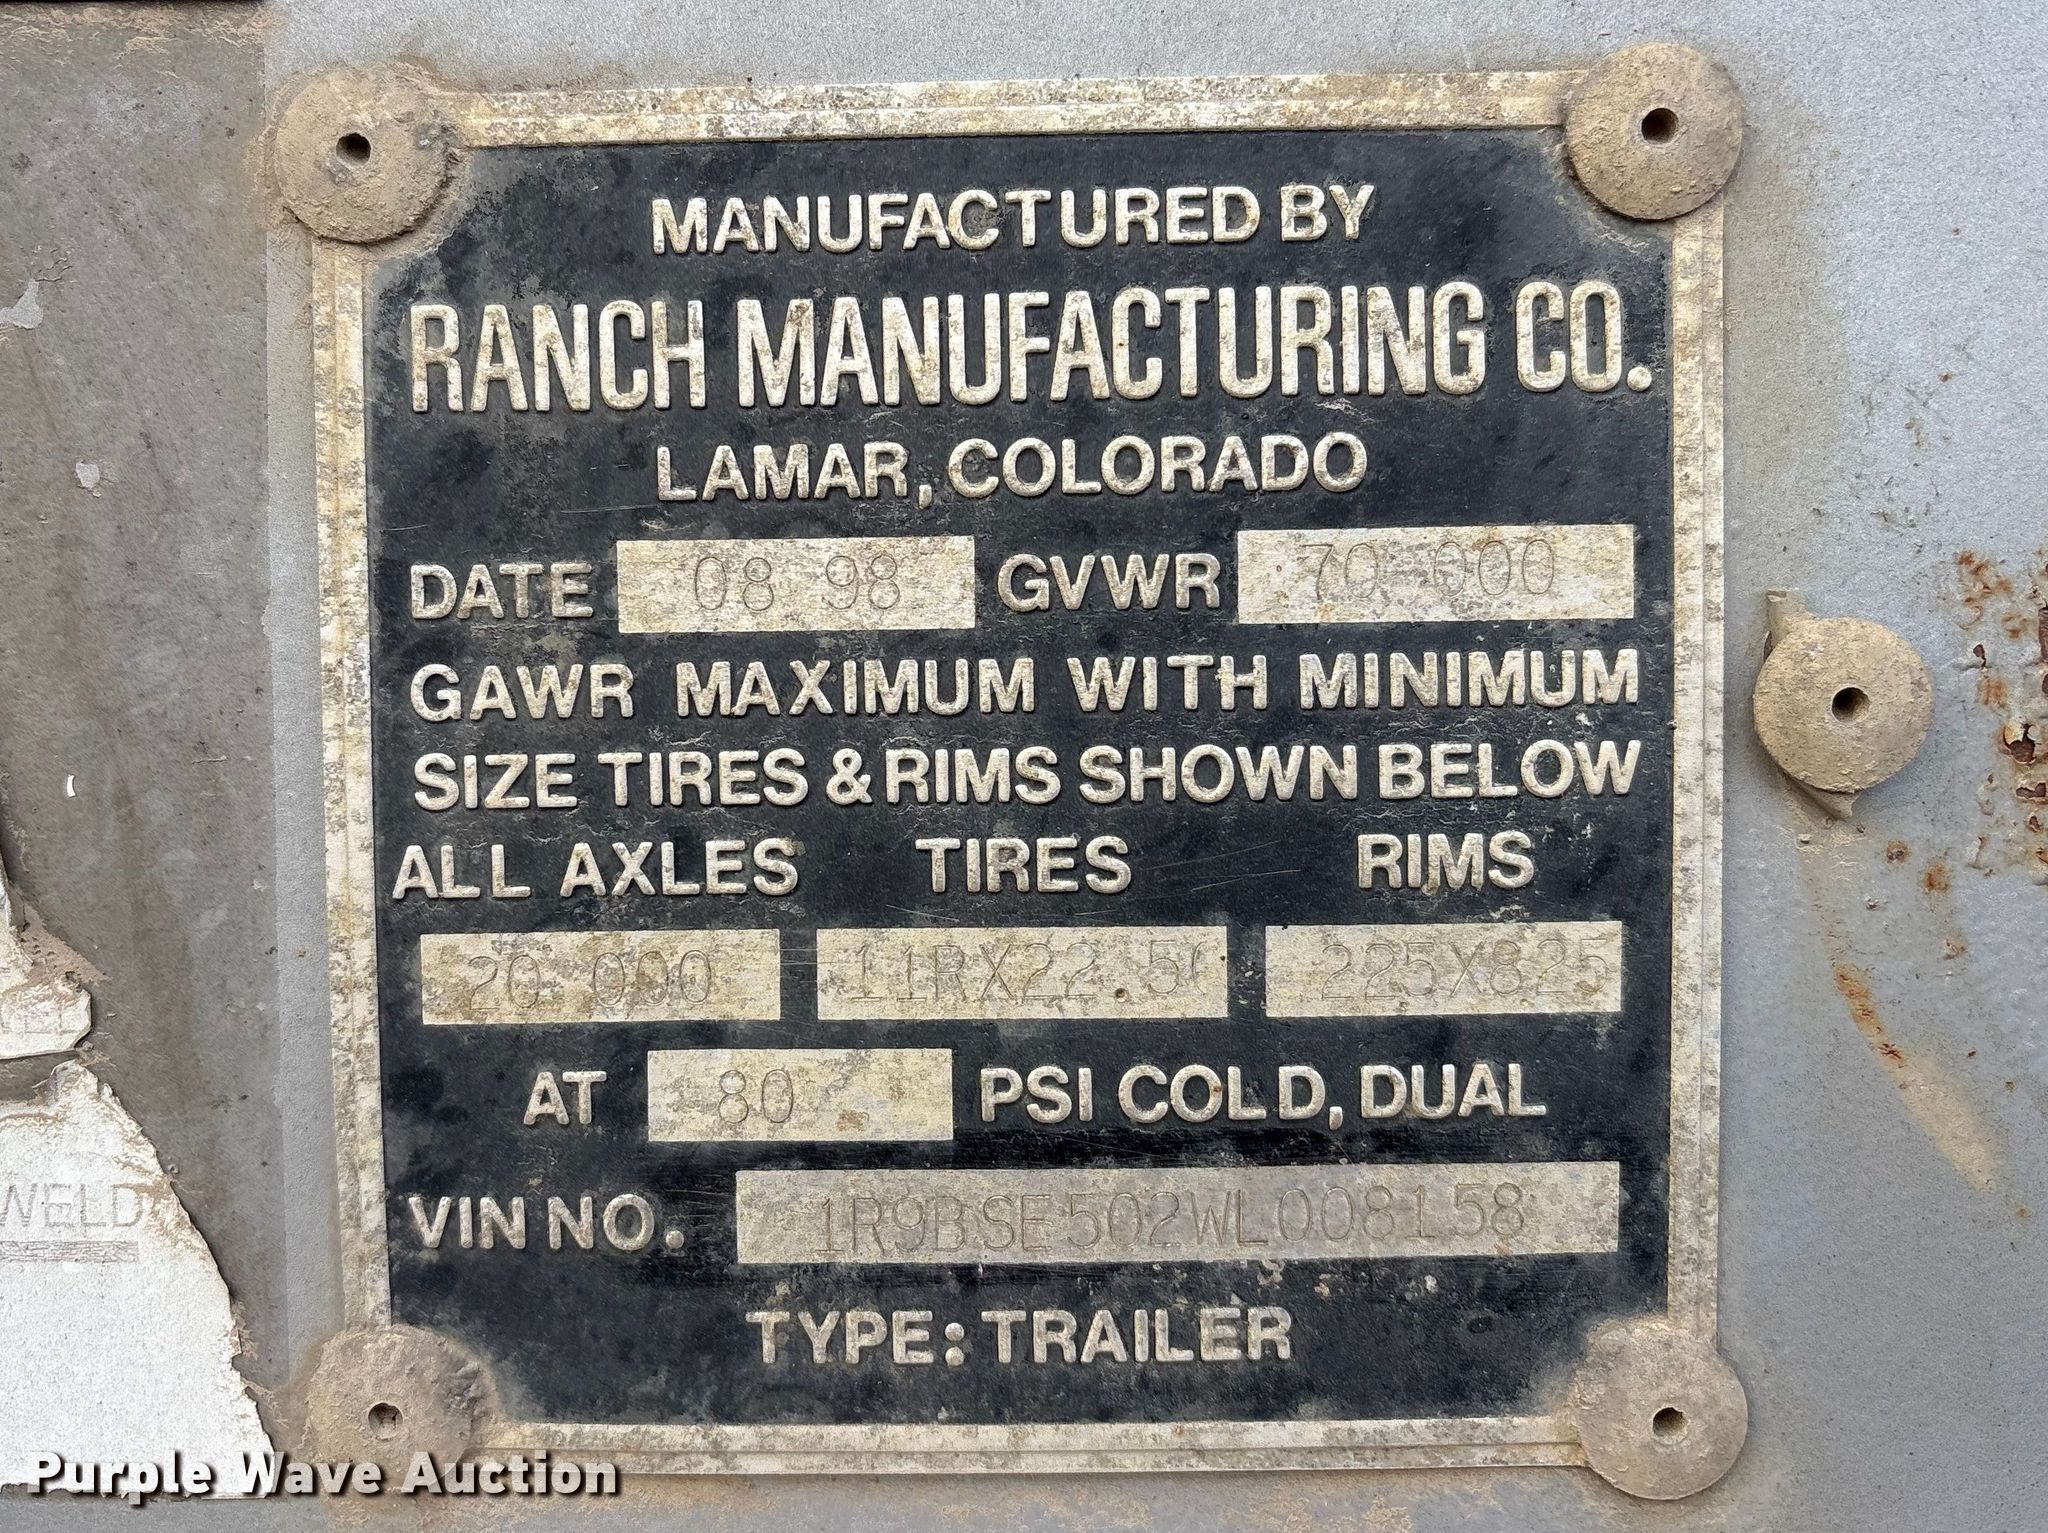 MANUFACTURED BY
RANCH MANUFACTURING CO.
LAMAR, COLORADO
DATE 08 98 GVWR 70 000
GAWR MAXIMUM WITH MINIMUM
SIZE TIRES & RIMS SHOWN BELOW
ALL AXLES TIRES RIMS
20 000 11RX22.50 225X825
AT 80 PSI COLD, DUAL
VIN NO. 1R9BSE502WL008158
TYPE: TRAILER
WELD
Purple Wave Auction